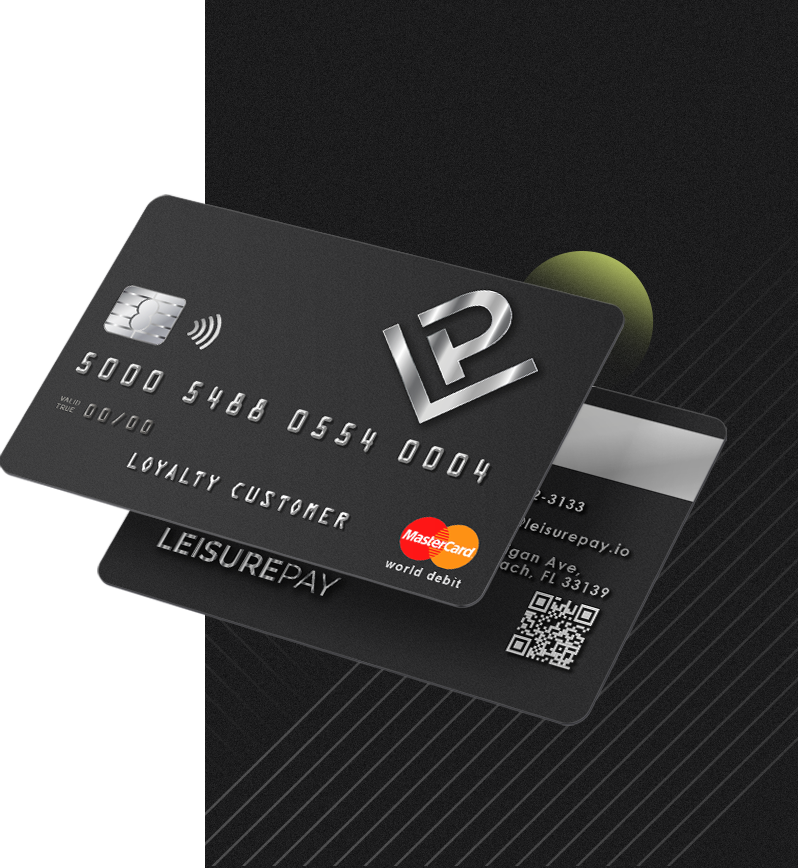 5000 5488 0554 0004
VALID
TRUE
00/00
LOYALTY CUSTOMER
MasterCard
world debit
2-3133
@leisurepay.io
gan Ave,
ach, FL 33139
LEISUREPAY